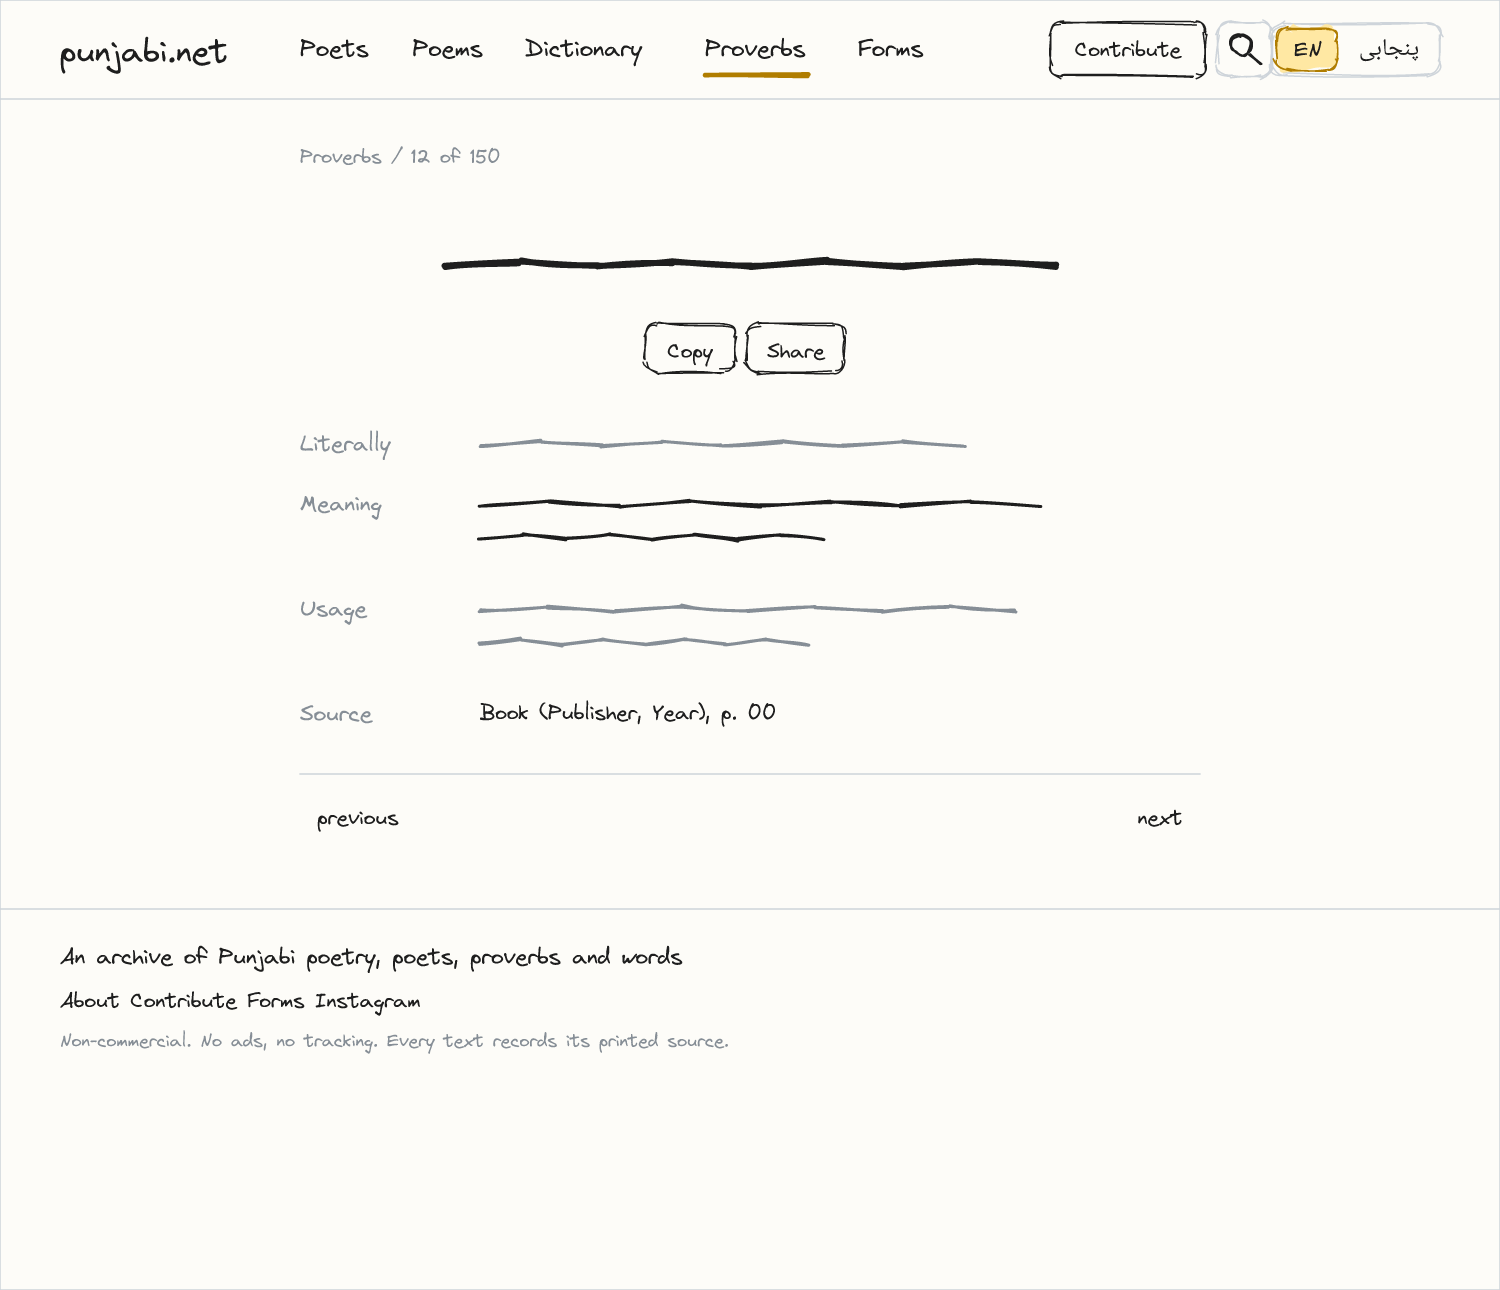 punjabi.net Poets Poems Dictionary Proverbs Forms Contribute EN پنجابی
Proverbs / 12 of 150
Copy Share
Literally
Meaning
Usage
Source Book (Publisher, Year), p. 00
previous next
An archive of Punjabi poetry, poets, proverbs and words
About Contribute Forms Instagram
Non-commercial. No ads, no tracking. Every text records its printed source.